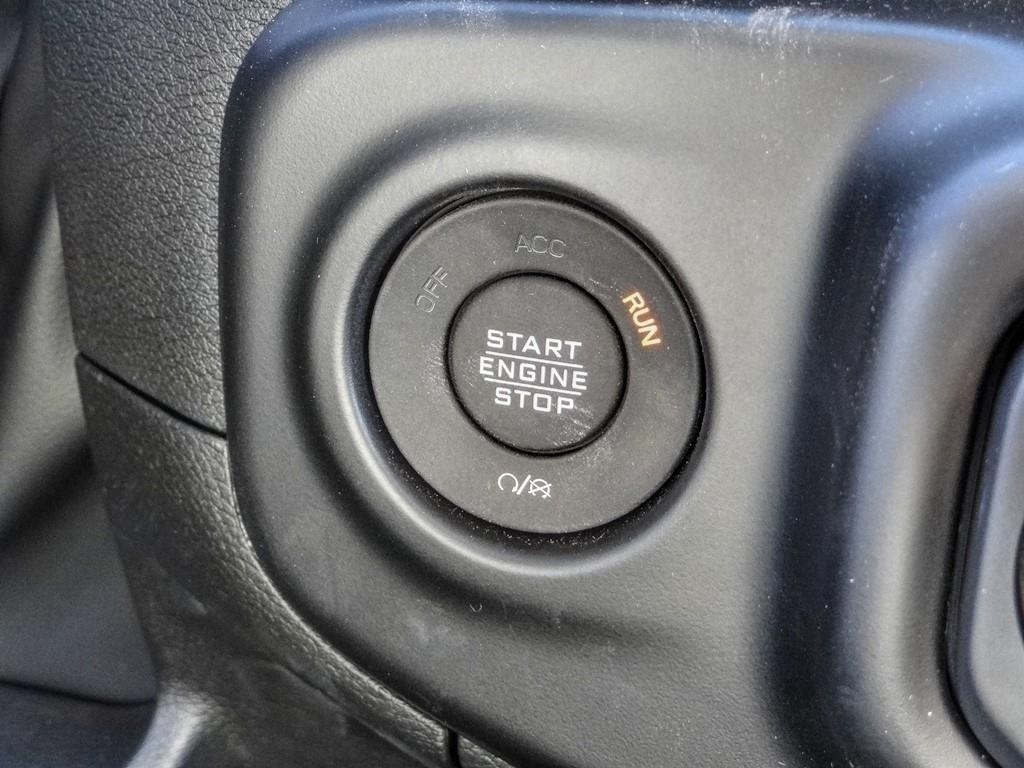 OFF
ACC
RUN
START
ENGINE
STOP